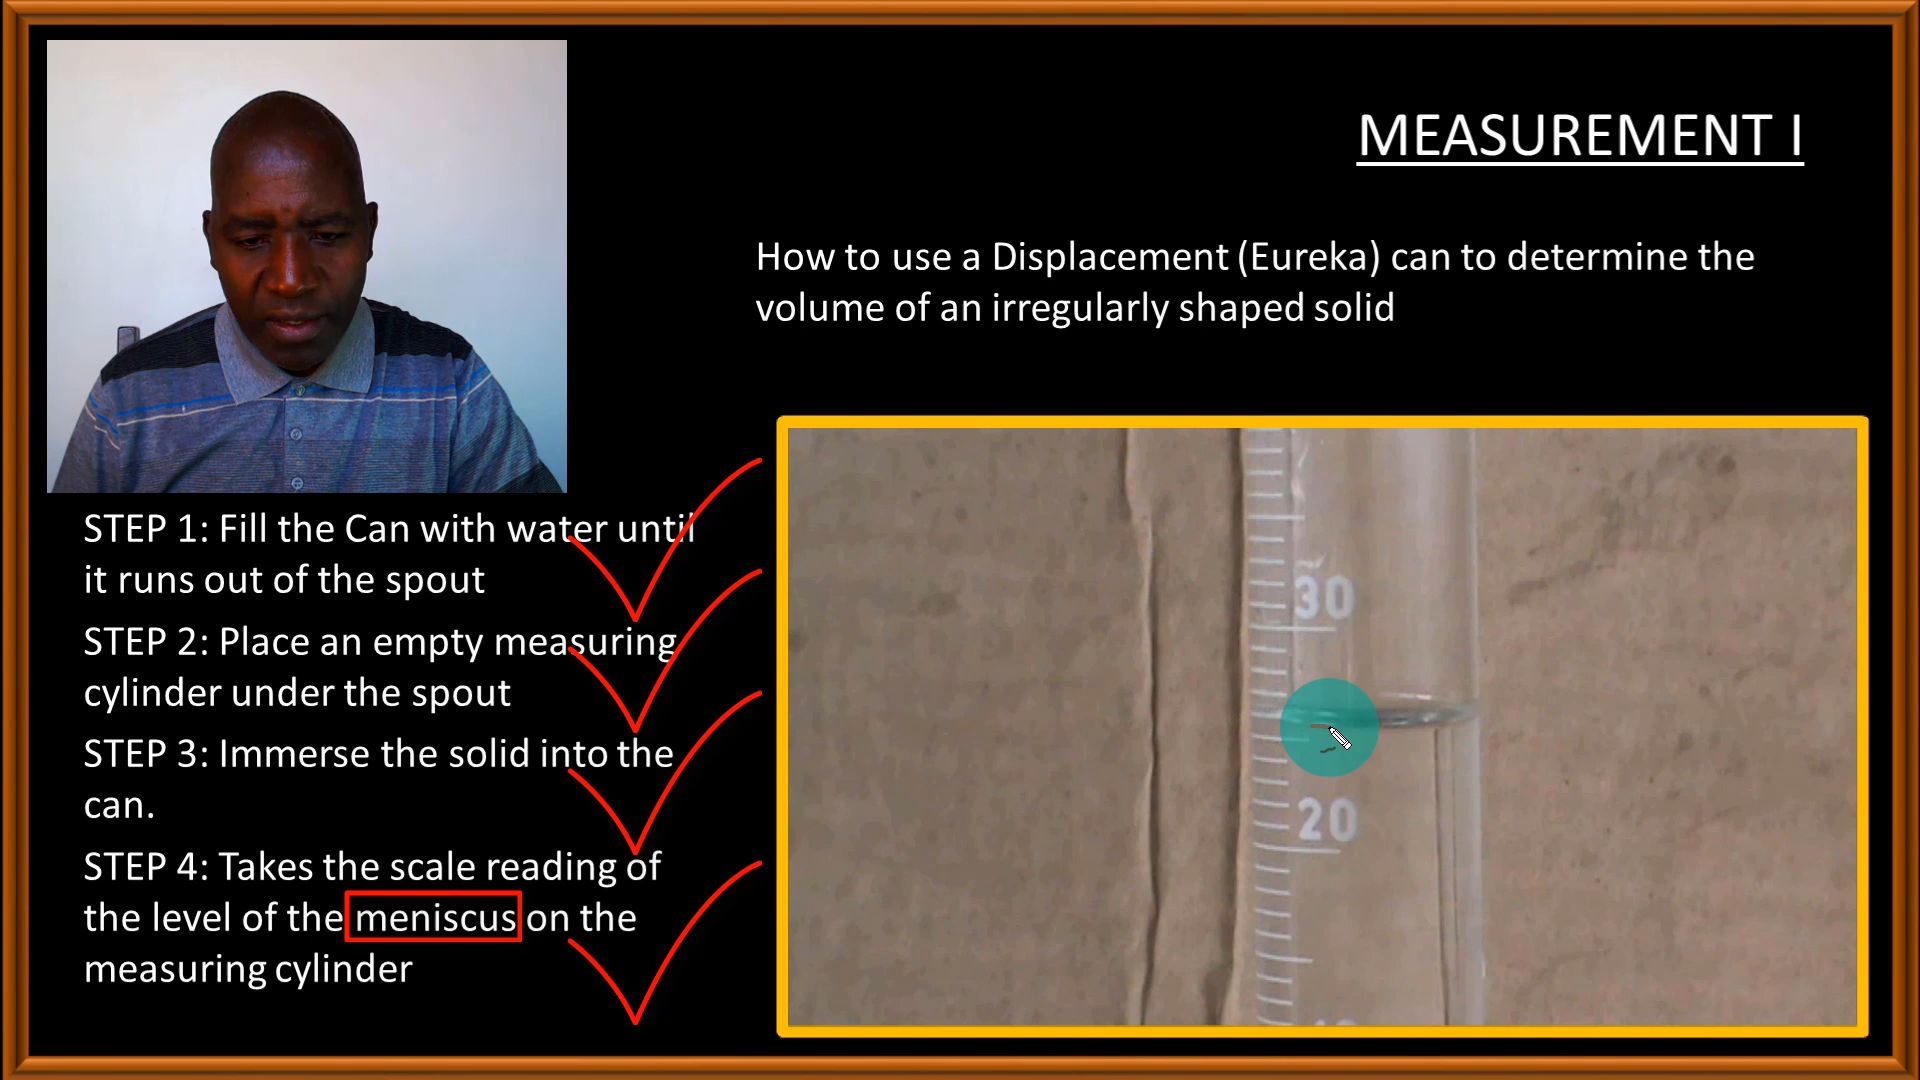 MEASUREMENT I
How to use a Displacement (Eureka) can to determine the
volume of an irregularly shaped solid
STEP 1: Fill the Can with water until
it runs out of the spout
STEP 2: Place an empty measuring
cylinder under the spout
STEP 3: Immerse the solid into the
can.
STEP 4: Takes the scale reading of
the level of the meniscus on the
measuring cylinder
30
20